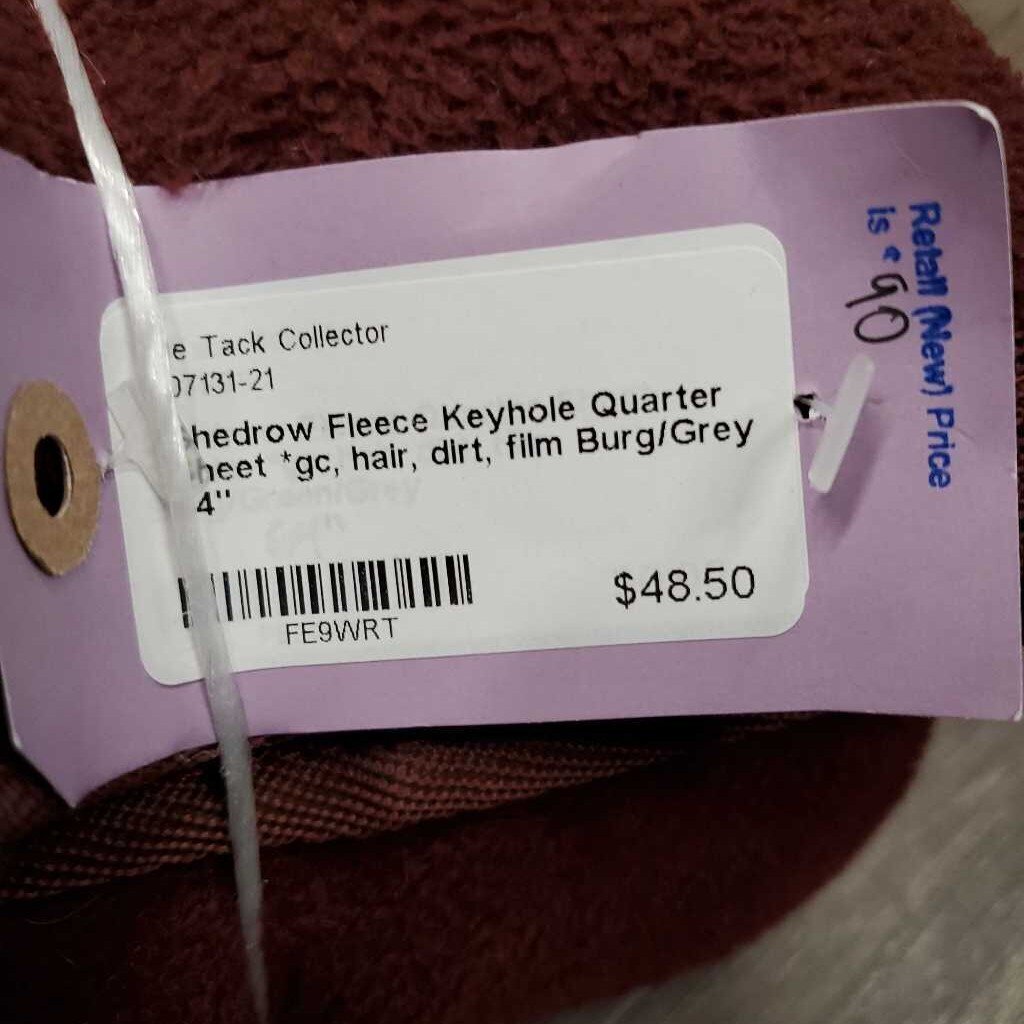 e Tack Collector
07131-21
hedrow Fleece Keyhole Quarter
heet *gc, hair, dirt, film Burg/Grey
4"
$48.50
FE9WRT
Retail (New) Price
is $90